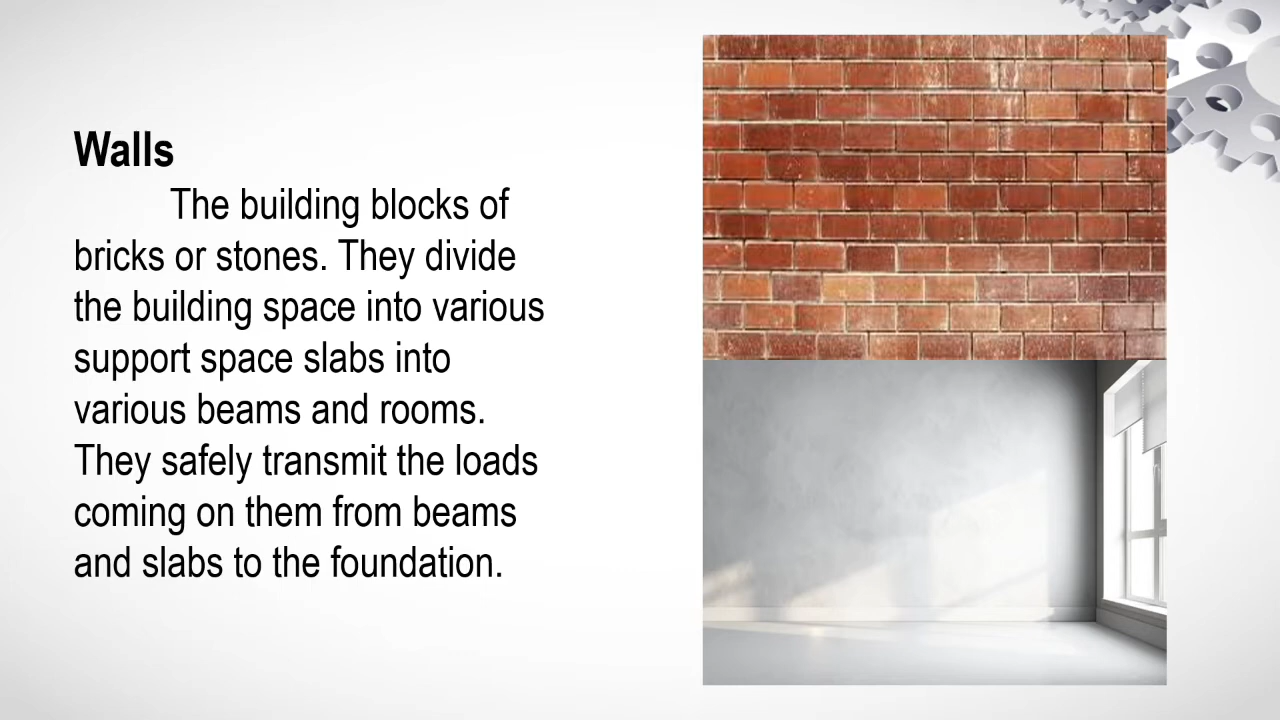 Walls
The building blocks of
bricks or stones. They divide
the building space into various
support space slabs into
various beams and rooms.
They safely transmit the loads
coming on them from beams
and slabs to the foundation.